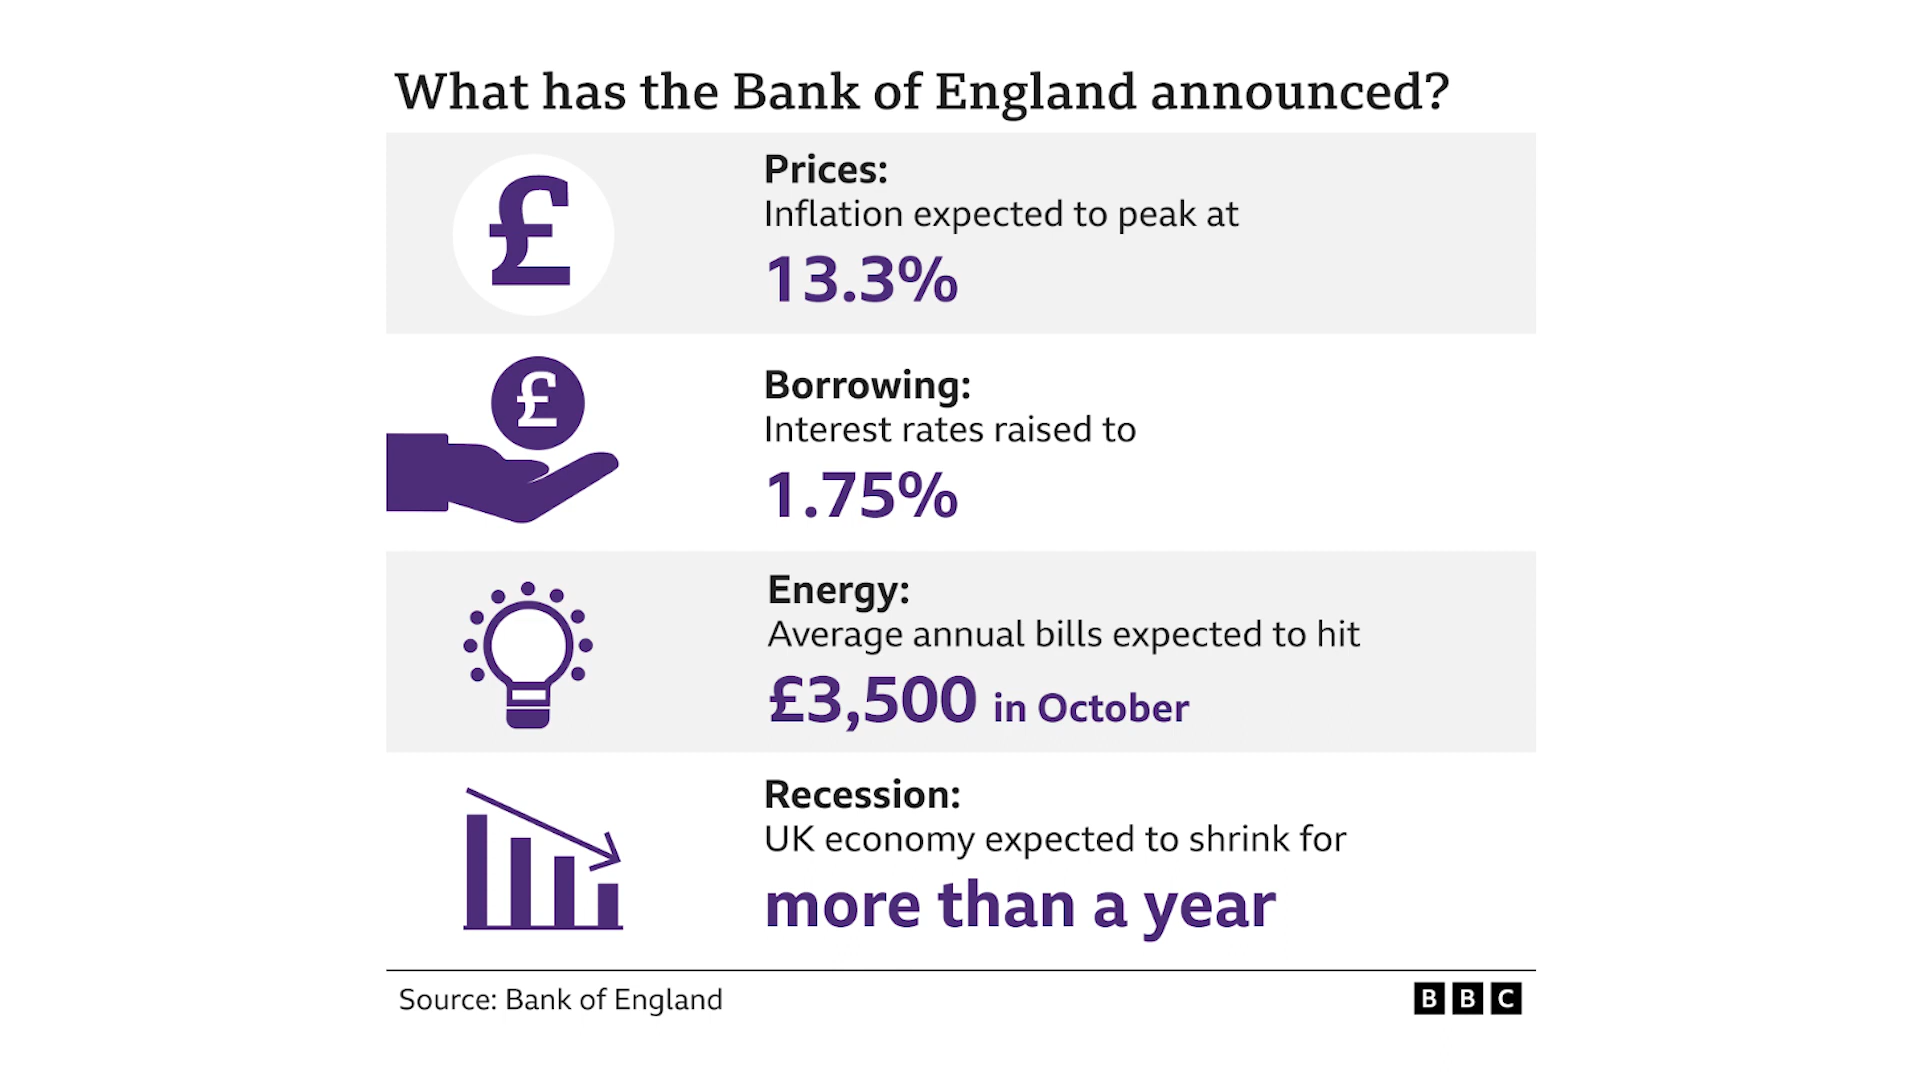 What has the Bank of England announced?
£
Prices:
Inflation expected to peak at
13.3%
£
Borrowing:
Interest rates raised to
1.75%
Energy:
Average annual bills expected to hit
£3,500 in October
Recession:
UK economy expected to shrink for
more than a year
Source: Bank of England
BBC